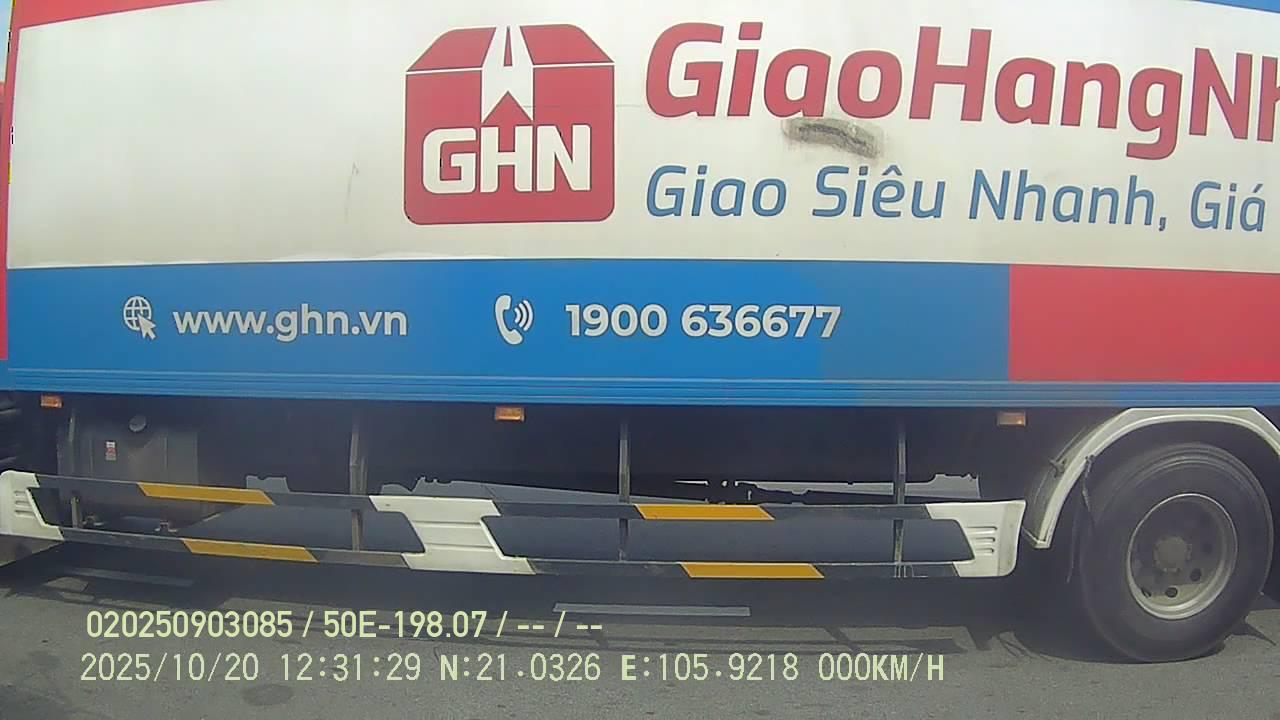 GHN
GiaoHangNh
Giao Siêu Nhanh, Giá
www.ghn.vn
1900 636677
020250903085 / 50E-198.07 / -- / --
2025/10/20 12:31:29 N:21.0326 E:105.9218 000KM/H